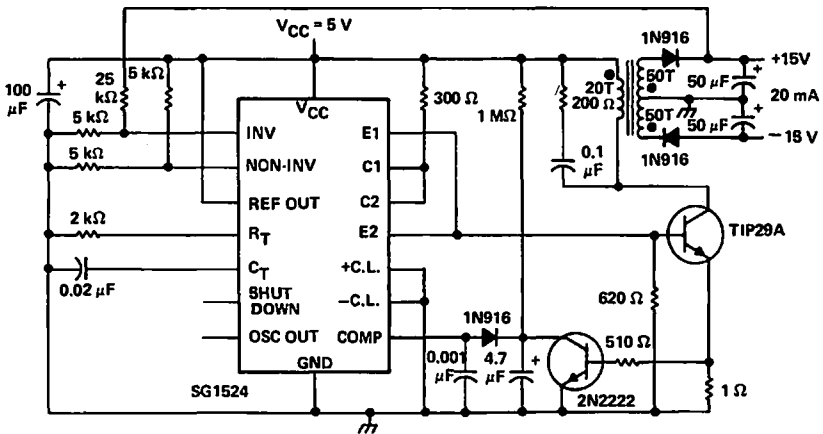 V_CC = 5 V
1N916
+15V
100 μF
25 kΩ
5 kΩ
5 kΩ
5 kΩ
2 kΩ
0.02 μF
V_CC
INV
NON-INV
REF OUT
R_T
C_T
SHUT DOWN
OSC OUT
GND
E1
C1
C2
E2
+C.L.
−C.L.
COMP
SG1524
300 Ω
1 MΩ
20T
200 Ω
0.1 μF
50T
50T
50 μF
50 μF
20 mA
−15 V
1N916
TIP29A
620 Ω
510 Ω
1 Ω
1N916
0.001 μF
4.7 μF
2N2222
+
+
+
+